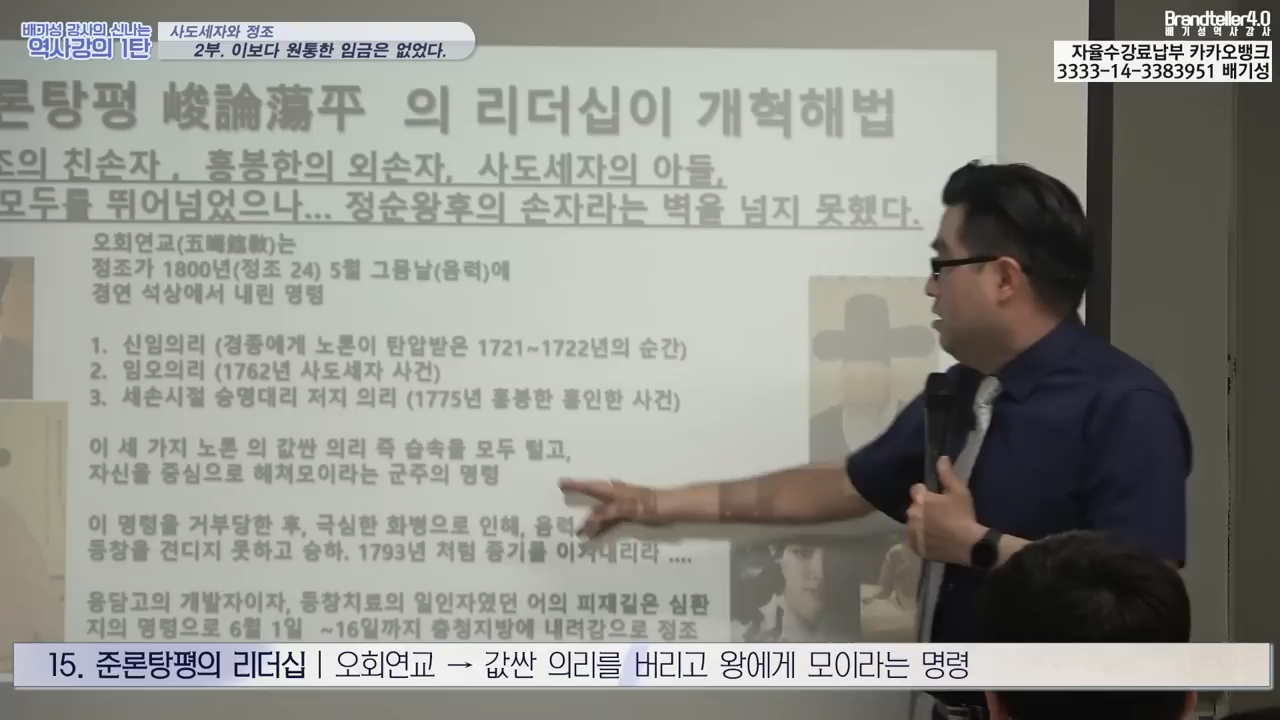 배기성 강사의 신나는
역사강의 1탄
사도세자와 정조
2부. 이보다 원통한 임금은 없었다.
Brandteller4.0
배기성역사강사
자율수강료납부 카카오뱅크
3333-14-3383951 배기성
론탕평 峻論蕩平 의 리더십이 개혁해법
조의 친손자 , 홍봉한의 외손자, 사도세자의 아들,
모두를 뛰어넘었으나... 정순왕후의 손자라는 벽을 넘지 못했다.
오회연교(五晦筵敎)는
정조가 1800년(정조 24) 5월 그믐날(음력)에
경연 석상에서 내린 명령
1. 신임의리 (경종에게 노론이 탄압받은 1721~1722년의 순간)
2. 임오의리 (1762년 사도세자 사건)
3. 세손시절 승명대리 저지 의리 (1775년 홍봉한 홍인한 사건)
이 세 가지 노론 의 값싼 의리 즉 습속을 모두 털고,
자신을 중심으로 헤쳐모이라는 군주의 명령
이 명령을 거부당한 후, 극심한 화병으로 인해, 음력
등창을 견디지 못하고 승하. 1793년 처럼 종기를 이겨내리라 ....
용담고의 개발자이자, 등창치료의 일인자였던 어의 피재길은 심환
지의 명령으로 6월 1일 ~16일까지 충청지방에 내려감으로 정조
15. 준론탕평의 리더십 | 오회연교 → 값싼 의리를 버리고 왕에게 모이라는 명령